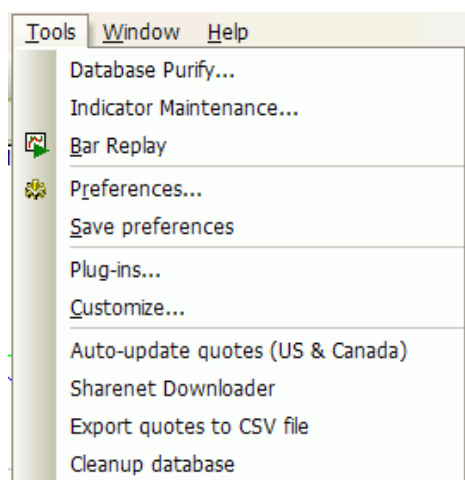 Tools Window Help
Database Purify...
Indicator Maintenance...
Bar Replay
Preferences...
Save preferences
Plug-ins...
Customize...
Auto-update quotes (US & Canada)
Sharenet Downloader
Export quotes to CSV file
Cleanup database